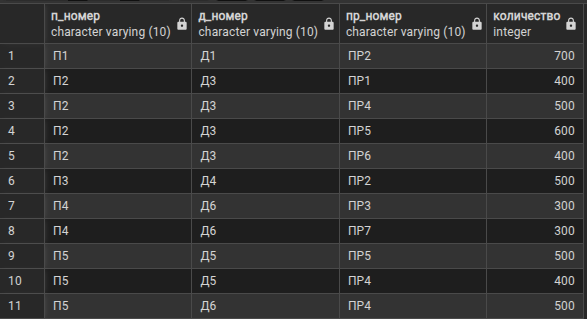 п_номер д_номер пр_номер количество
character varying (10) character varying (10) character varying (10) integer
1 П1 Д1 ПР2 700
2 П2 Д3 ПР1 400
3 П2 Д3 ПР4 500
4 П2 Д3 ПР5 600
5 П2 Д3 ПР6 400
6 П3 Д4 ПР2 500
7 П4 Д6 ПР3 300
8 П4 Д6 ПР7 300
9 П5 Д5 ПР5 500
10 П5 Д5 ПР4 400
11 П5 Д6 ПР4 500